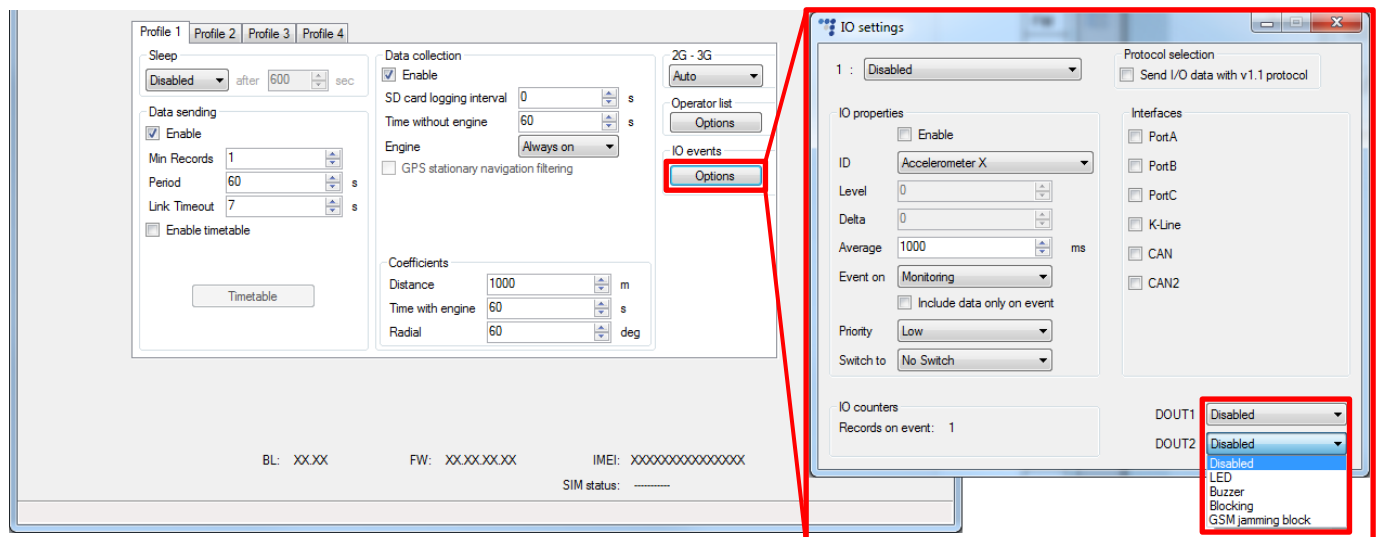 Profile 1 Profile 2 Profile 3 Profile 4
Sleep
Disabled after 600 sec
Data sending
Enable
Min Records 1
Period 60 s
Link Timeout 7 s
Enable timetable
Timetable
Data collection
Enable
SD card logging interval 0 s
Time without engine 60 s
Engine Always on
GPS stationary navigation filtering
Coefficients
Distance 1000 m
Time with engine 60 s
Radial 60 deg
2G - 3G
Auto
Operator list
Options
IO events
Options
BL: XX.XX FW: XX.XX.XX.XX IMEI: XXXXXXXXXXXXXXX
SIM status: ----------
IO settings
1 : Disabled
Protocol selection
Send I/O data with v1.1 protocol
IO properties
Enable
ID Accelerometer X
Level 0
Delta 0
Average 1000 ms
Event on Monitoring
Include data only on event
Priority Low
Switch to No Switch
Interfaces
PortA
PortB
PortC
K-Line
CAN
CAN2
IO counters
Records on event: 1
DOUT1 Disabled
DOUT2 Disabled
Disabled
LED
Buzzer
Blocking
GSM jamming block